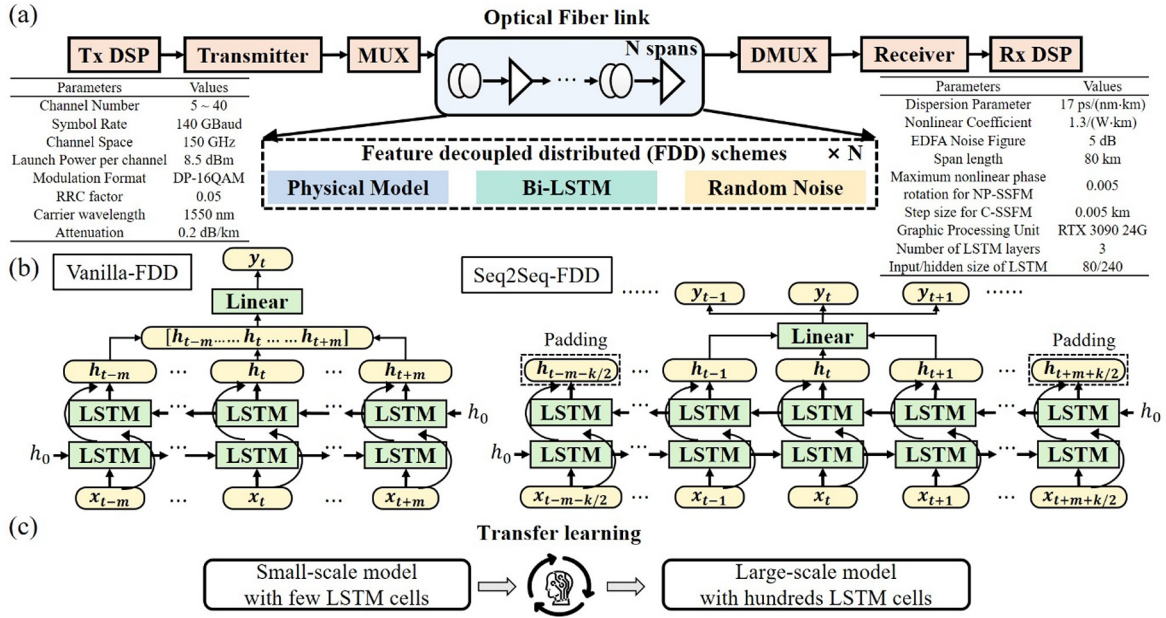 (a)
Optical Fiber link
Tx DSP
Transmitter
MUX
N spans
...
DMUX
Receiver
Rx DSP
Parameters Values
Channel Number 5 ~ 40
Symbol Rate 140 GBaud
Channel Space 150 GHz
Launch Power per channel 8.5 dBm
Modulation Format DP-16QAM
RRC factor 0.05
Carrier wavelength 1550 nm
Attenuation 0.2 dB/km
Feature decoupled distributed (FDD) schemes × N
Physical Model
Bi-LSTM
Random Noise
Parameters Values
Dispersion Parameter 17 ps/(nm·km)
Nonlinear Coefficient 1.3/(W·km)
EDFA Noise Figure 5 dB
Span length 80 km
Maximum nonlinear phase
rotation for NP-SSFM 0.005
Step size for C-SSFM 0.005 km
Graphic Processing Unit RTX 3090 24G
Number of LSTM layers 3
Input/hidden size of LSTM 80/240
(b)
Vanilla-FDD
y_t
Linear
[h_{t-m}...... h_t ... ... h_{t+m}]
h_{t-m} h_t h_{t+m}
LSTM ... LSTM ... LSTM h_0
h_0 LSTM ... LSTM ... LSTM
x_{t-m} ... x_t ... x_{t+m}
Seq2Seq-FDD
...... y_{t-1} y_t y_{t+1} ......
Linear
Padding Padding
h_{t-m-k/2} h_{t-1} h_t h_{t+1} h_{t+m+k/2}
LSTM ... LSTM LSTM LSTM ... LSTM h_0
h_0 LSTM ... LSTM LSTM LSTM ... LSTM
x_{t-m-k/2} ... x_{t-1} x_t x_{t+1} ... x_{t+m+k/2}
(c)
Transfer learning
Small-scale model
with few LSTM cells
Large-scale model
with hundreds LSTM cells